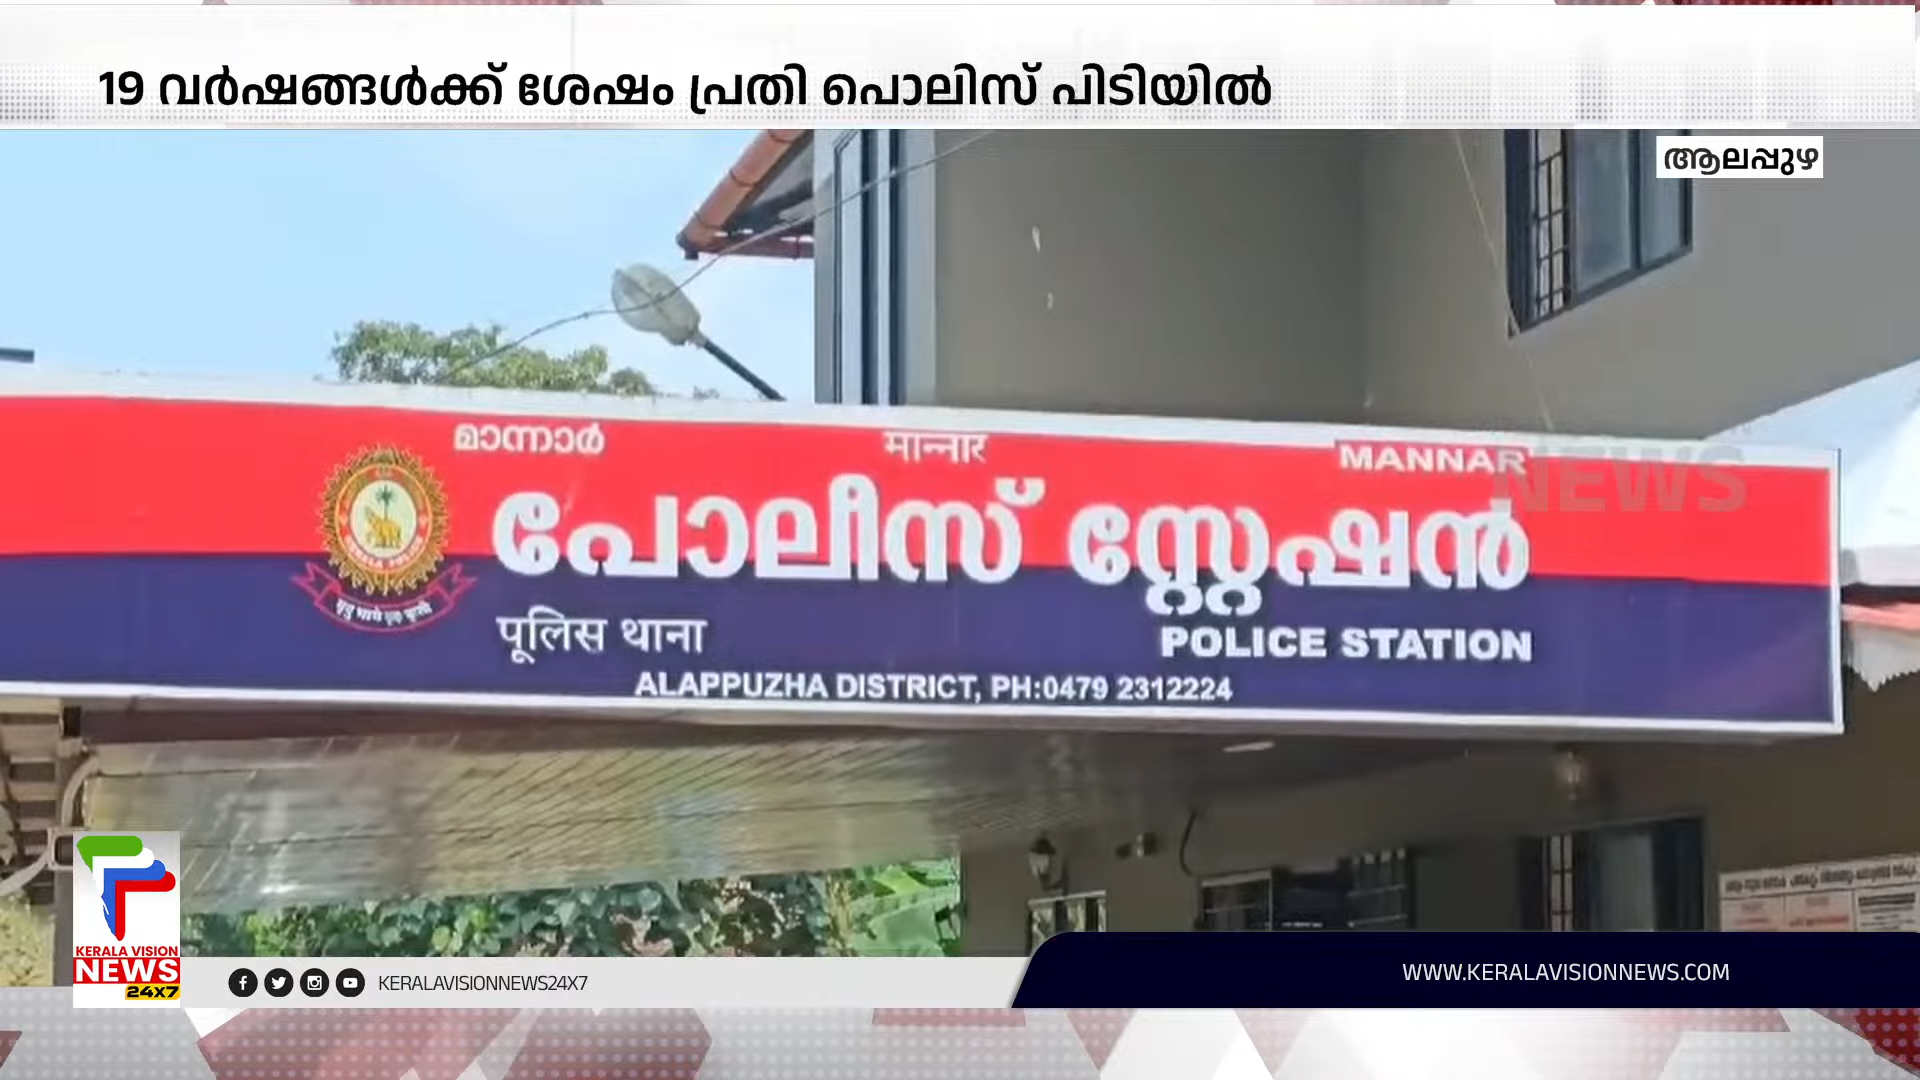 19 വർഷങ്ങൾക്ക് ശേഷം പ്രതി പൊലിസ് പിടിയിൽ
ആലപ്പുഴ
മാന്നാർ मान्नार MANNAR
NEWS
പോലീസ് സ്റ്റേഷൻ
पूलिस थाना POLICE STATION
ALAPPUZHA DISTRICT, PH:0479 2312224
KERALA VISION
NEWS
24X7
KERALAVISIONNEWS24X7
WWW.KERALAVISIONNEWS.COM